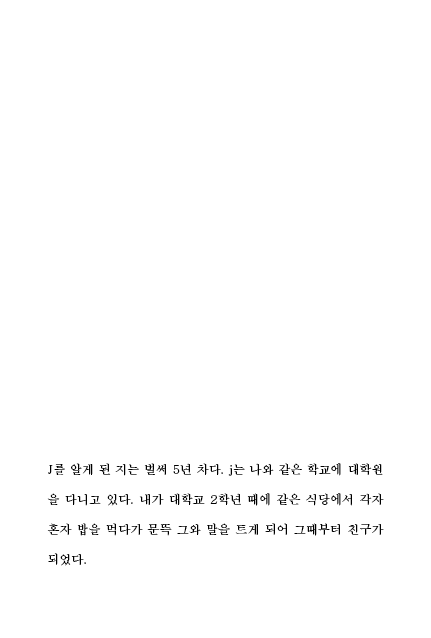 J를 알게 된 지는 벌써 5년 차다. j는 나와 같은 학교에 대학원
을 다니고 있다. 내가 대학교 2학년 때에 같은 식당에서 각자
혼자 밥을 먹다가 문뜩 그와 말을 트게 되어 그때부터 친구가
되었다.